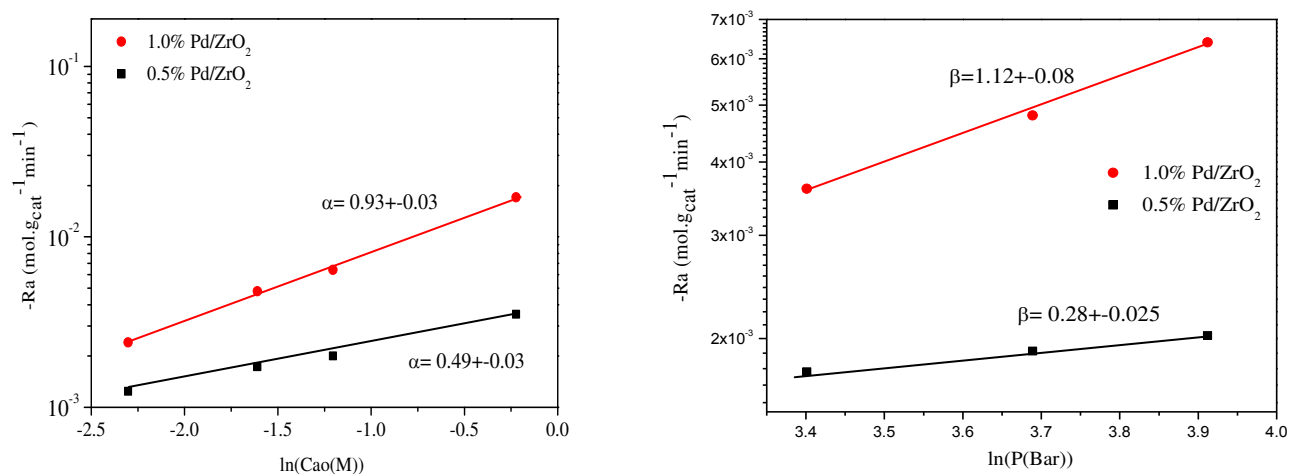 1.0% Pd/ZrO2
0.5% Pd/ZrO2
α= 0.93+-0.03
α= 0.49+-0.03
-Ra (mol.gcat-1min-1)
10-1
10-2
10-3
-2.5 -2.0 -1.5 -1.0 -0.5 0.0
ln(Cao(M))
β=1.12+-0.08
1.0% Pd/ZrO2
0.5% Pd/ZrO2
β= 0.28+-0.025
-Ra (mol.gcat-1min-1)
7x10-3
6x10-3
5x10-3
4x10-3
3x10-3
2x10-3
3.4 3.5 3.6 3.7 3.8 3.9 4.0
ln(P(Bar))